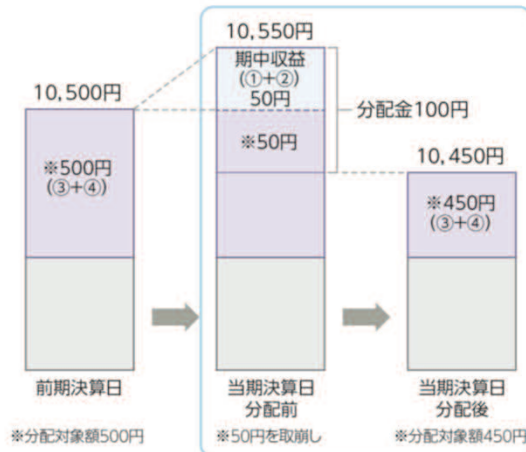 10,500円
※500円
(③+④)
前期決算日
※分配対象額500円
10,550円
期中収益
(①+②)
50円
※50円
分配金100円
当期決算日
分配前
※50円を取崩し
10,450円
※450円
(③+④)
当期決算日
分配後
※分配対象額450円